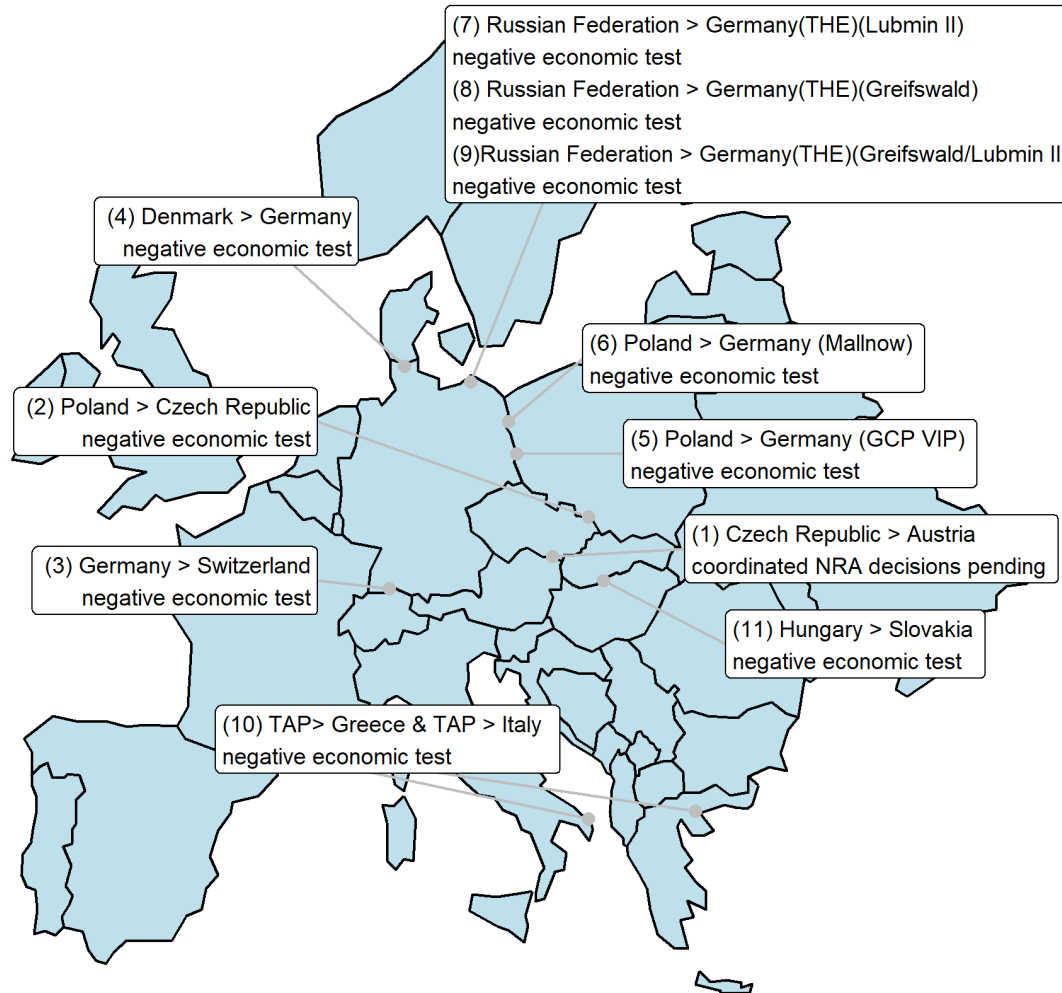 (7) Russian Federation > Germany(THE)(Lubmin II)
negative economic test
(8) Russian Federation > Germany(THE)(Greifswald)
negative economic test
(9)Russian Federation > Germany(THE)(Greifswald/Lubmin II
negative economic test
(4) Denmark > Germany
negative economic test
(6) Poland > Germany (Mallnow)
negative economic test
(2) Poland > Czech Republic
negative economic test
(5) Poland > Germany (GCP VIP)
negative economic test
(1) Czech Republic > Austria
coordinated NRA decisions pending
(3) Germany > Switzerland
negative economic test
(11) Hungary > Slovakia
negative economic test
(10) TAP> Greece & TAP > Italy
negative economic test